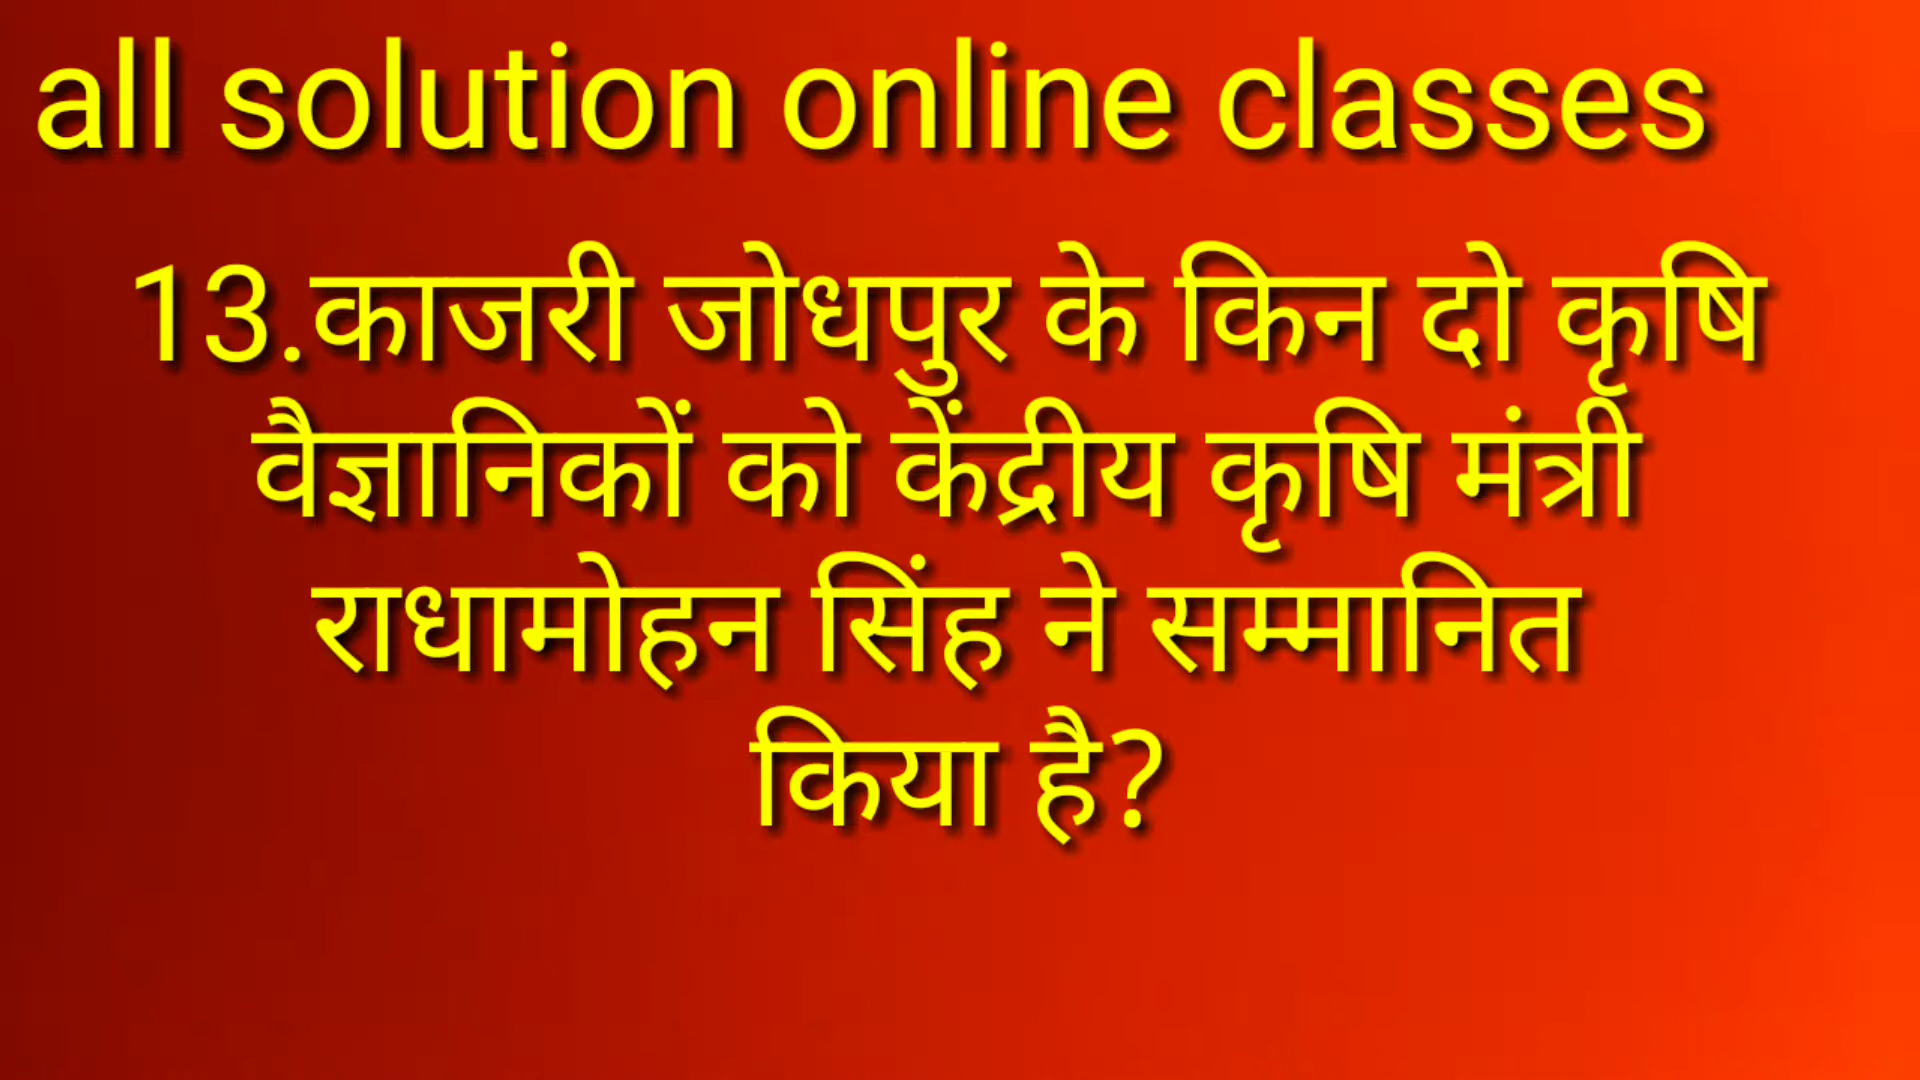 all solution online classes
13.काजरी जोधपुर के किन दो कृषि
वैज्ञानिकों को केंद्रीय कृषि मंत्री
राधामोहन सिंह ने सम्मानित
किया है?